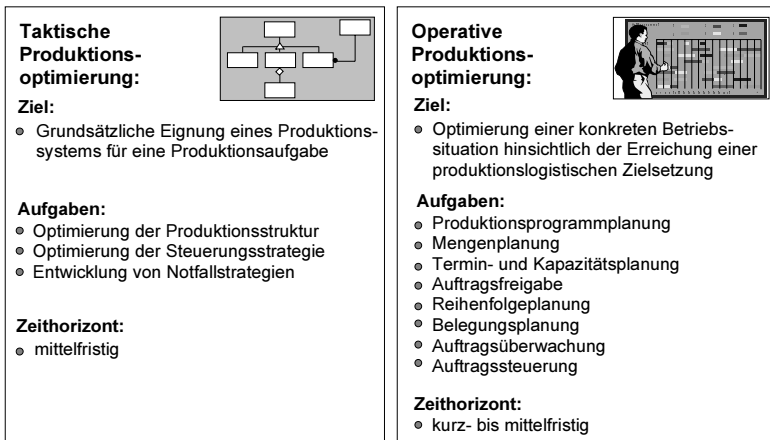 Taktische
Produktions-
optimierung:
Ziel:
Grundsätzliche Eignung eines Produktions-
systems für eine Produktionsaufgabe
Aufgaben:
Optimierung der Produktionsstruktur
Optimierung der Steuerungsstrategie
Entwicklung von Notfallstrategien
Zeithorizont:
mittelfristig
Operative
Produktions-
optimierung:
Ziel:
Optimierung einer konkreten Betriebs-
situation hinsichtlich der Erreichung einer
produktionslogistischen Zielsetzung
Aufgaben:
Produktionsprogrammplanung
Mengenplanung
Termin- und Kapazitätsplanung
Auftragsfreigabe
Reihenfolgeplanung
Belegungsplanung
Auftragsüberwachung
Auftragssteuerung
Zeithorizont:
kurz- bis mittelfristig